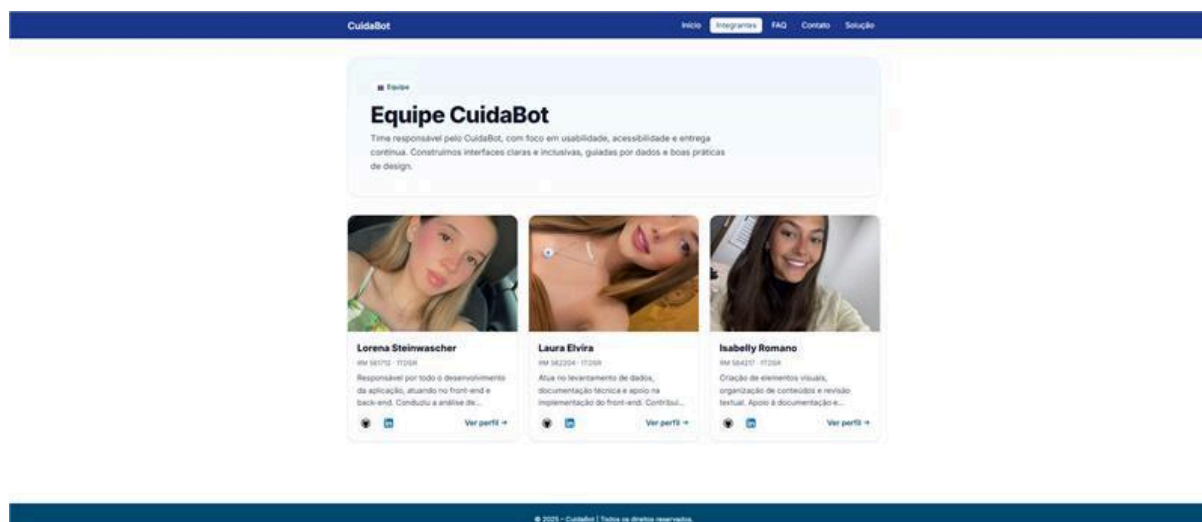 CuidaBot
Início Integrantes FAQ Contato Solução
Equipe
Equipe CuidaBot
Time responsável pelo CuidaBot, com foco em usabilidade, acessibilidade e entrega
contínua. Construímos interfaces claras e inclusivas, guiadas por dados e boas práticas
de design.
Lorena Steinwascher
Responsável por todo o desenvolvimento
da aplicação, atuando no front-end e
back-end. Conduziu a análise de...
Ver perfil →
Laura Elvira
Atua no levantamento de dados,
documentação técnica e apoio na
implementação do front-end. Contribui...
Ver perfil →
Isabelly Romano
Criação de elementos visuais,
organização de conteúdos e revisão
textual. Apoio à documentação e...
Ver perfil →
© 2025 - CuidaBot | Todos os direitos reservados.